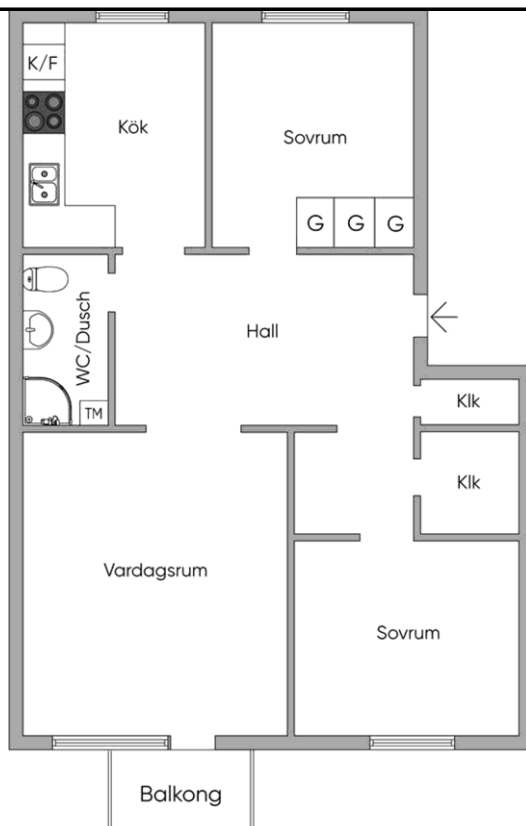 K/F
Kök
Sovrum
G G G
WC/Dusch
Hall
TM
Klk
Klk
Vardagsrum
Sovrum
Balkong